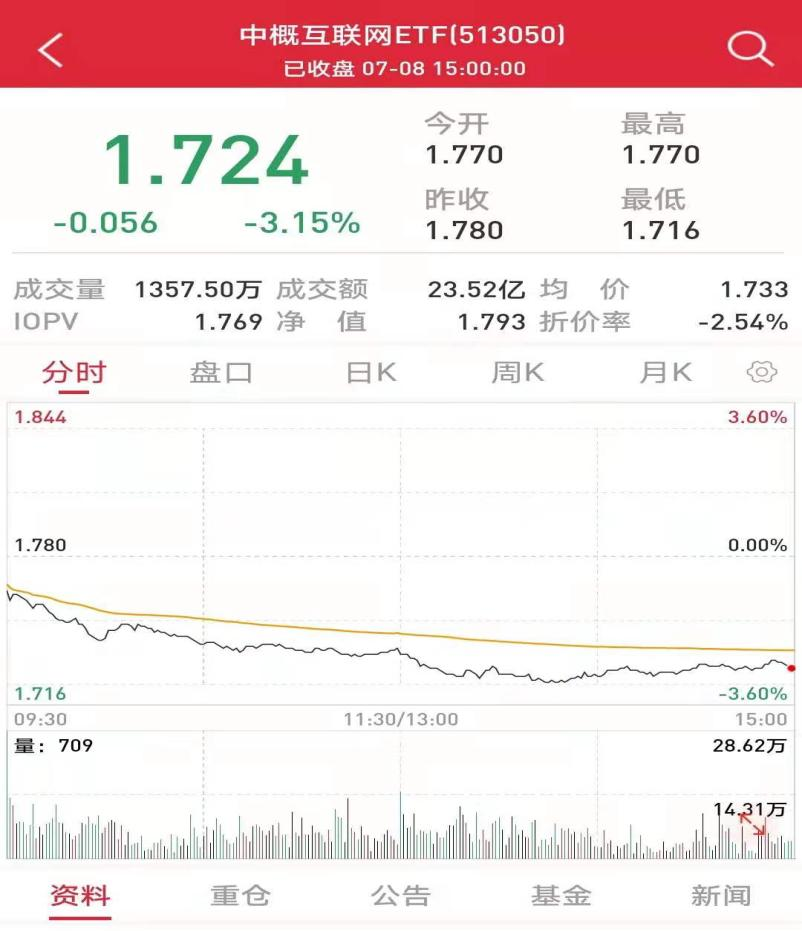 中概互联网ETF(513050)
已收盘 07-08 15:00:00
1.724
-0.056 -3.15%
今开 最高
1.770 1.770
昨收 最低
1.780 1.716
成交量 1357.50万 成交额 23.52亿 均 价 1.733
IOPV 1.769 净 值 1.793 折价率 -2.54%
分时 盘口 日K 周K 月K
1.844 3.60%
1.780 0.00%
1.716 -3.60%
09:30 11:30/13:00 15:00
量: 709 28.62万
14.31万
资料 重仓 公告 基金 新闻